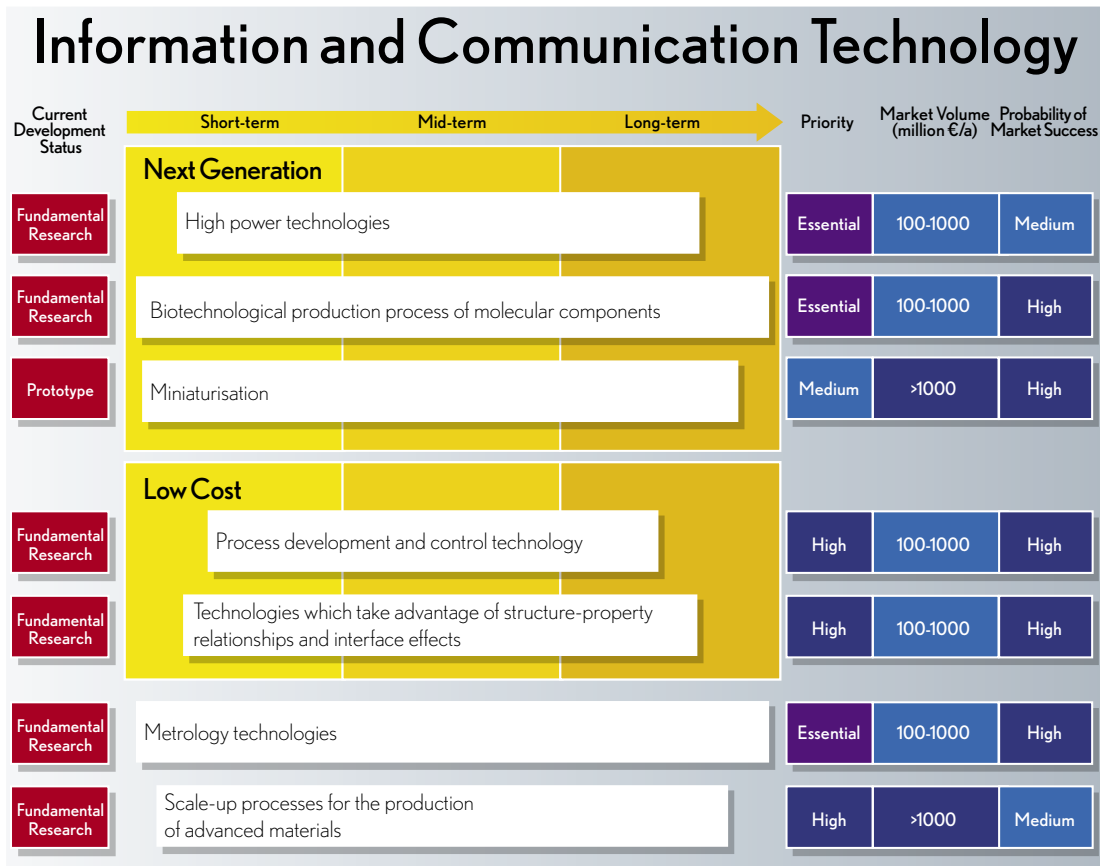 Information and Communication Technology
Current
Development
Status
Short-term
Mid-term
Long-term
Priority
Market Volume
(million €/a)
Probability of
Market Success
Next Generation
Fundamental
Research
High power technologies
Essential
100-1000
Medium
Fundamental
Research
Biotechnological production process of molecular components
Essential
100-1000
High
Prototype
Miniaturisation
Medium
>1000
High
Low Cost
Fundamental
Research
Process development and control technology
High
100-1000
High
Fundamental
Research
Technologies which take advantage of structure-property
relationships and interface effects
High
100-1000
High
Fundamental
Research
Metrology technologies
Essential
100-1000
High
Fundamental
Research
Scale-up processes for the production
of advanced materials
High
>1000
Medium